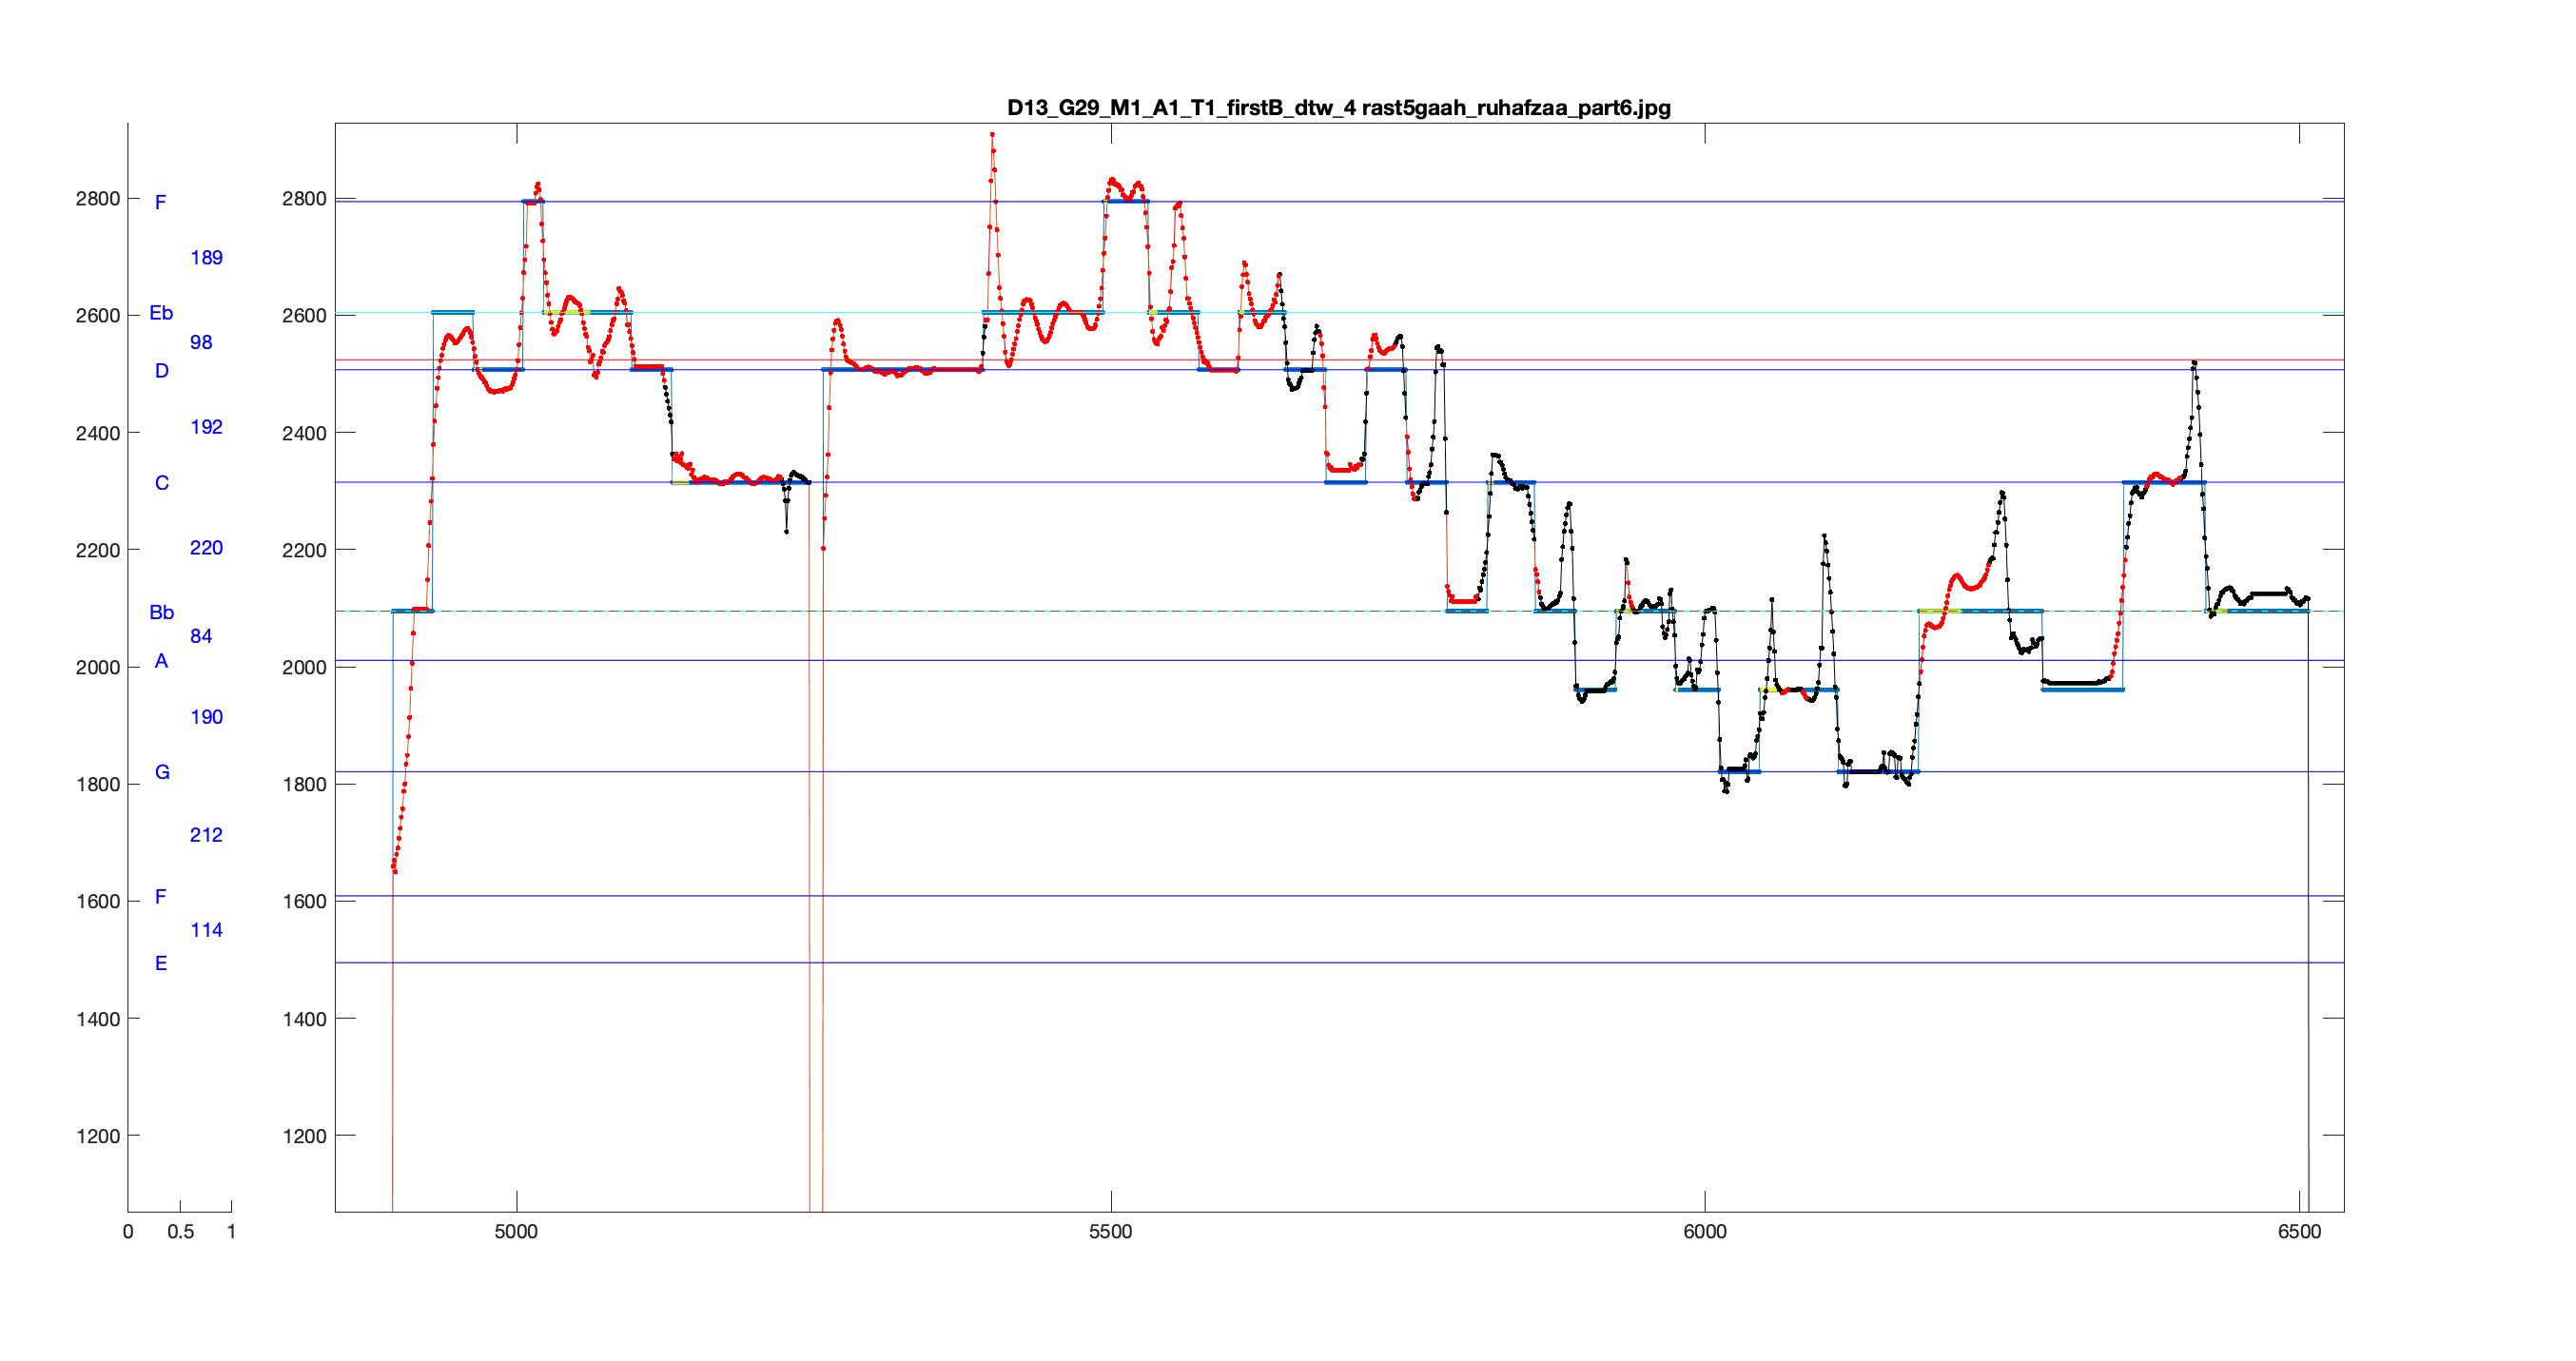 D13_G29_M1_A1_T1_firstB_dtw_4 rast5gaah_ruhafzaa_part6.jpg
2800 F 2800
189
2600 Eb 2600
98
D
192
2400 2400
C
220
2200 2200
Bb
84
2000 A 2000
190
G
1800 1800
212
F
1600 1600
114
E
1400 1400
1200 1200
0 0.5 1 5000 5500 6000 6500